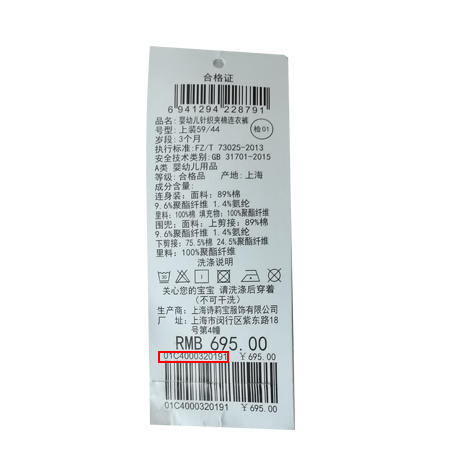 合格证
6 941294 228791
品名: 婴幼儿针织夹棉连衣裤
号型: 上装59/44
检01
岁段: 3个月
执行标准: FZ/T 73025-2013
安全技术类别: GB 31701-2015
A类 婴幼儿用品
等级: 合格品 产地: 上海
成分含量:
连身装: 面料: 89%棉
9.6%聚酯纤维 1.4%氨纶
里料: 100%棉 填充物: 100%聚酯纤维
围兜: 面料: 上剪接: 89%棉
9.6%聚酯纤维 1.4%氨纶
下剪接: 75.5%棉 24.5%聚酯纤维
里料: 100%聚酯纤维
洗涤说明
关心您的宝宝 请洗涤后穿着
(不可干洗)
生产商: 上海诗莉宝服饰有限公司
厂 址: 上海市闵行区紫东路18
号第4幢
RMB 695.00
01C4000320191 ¥695.00
01C4000320191 ¥695.00